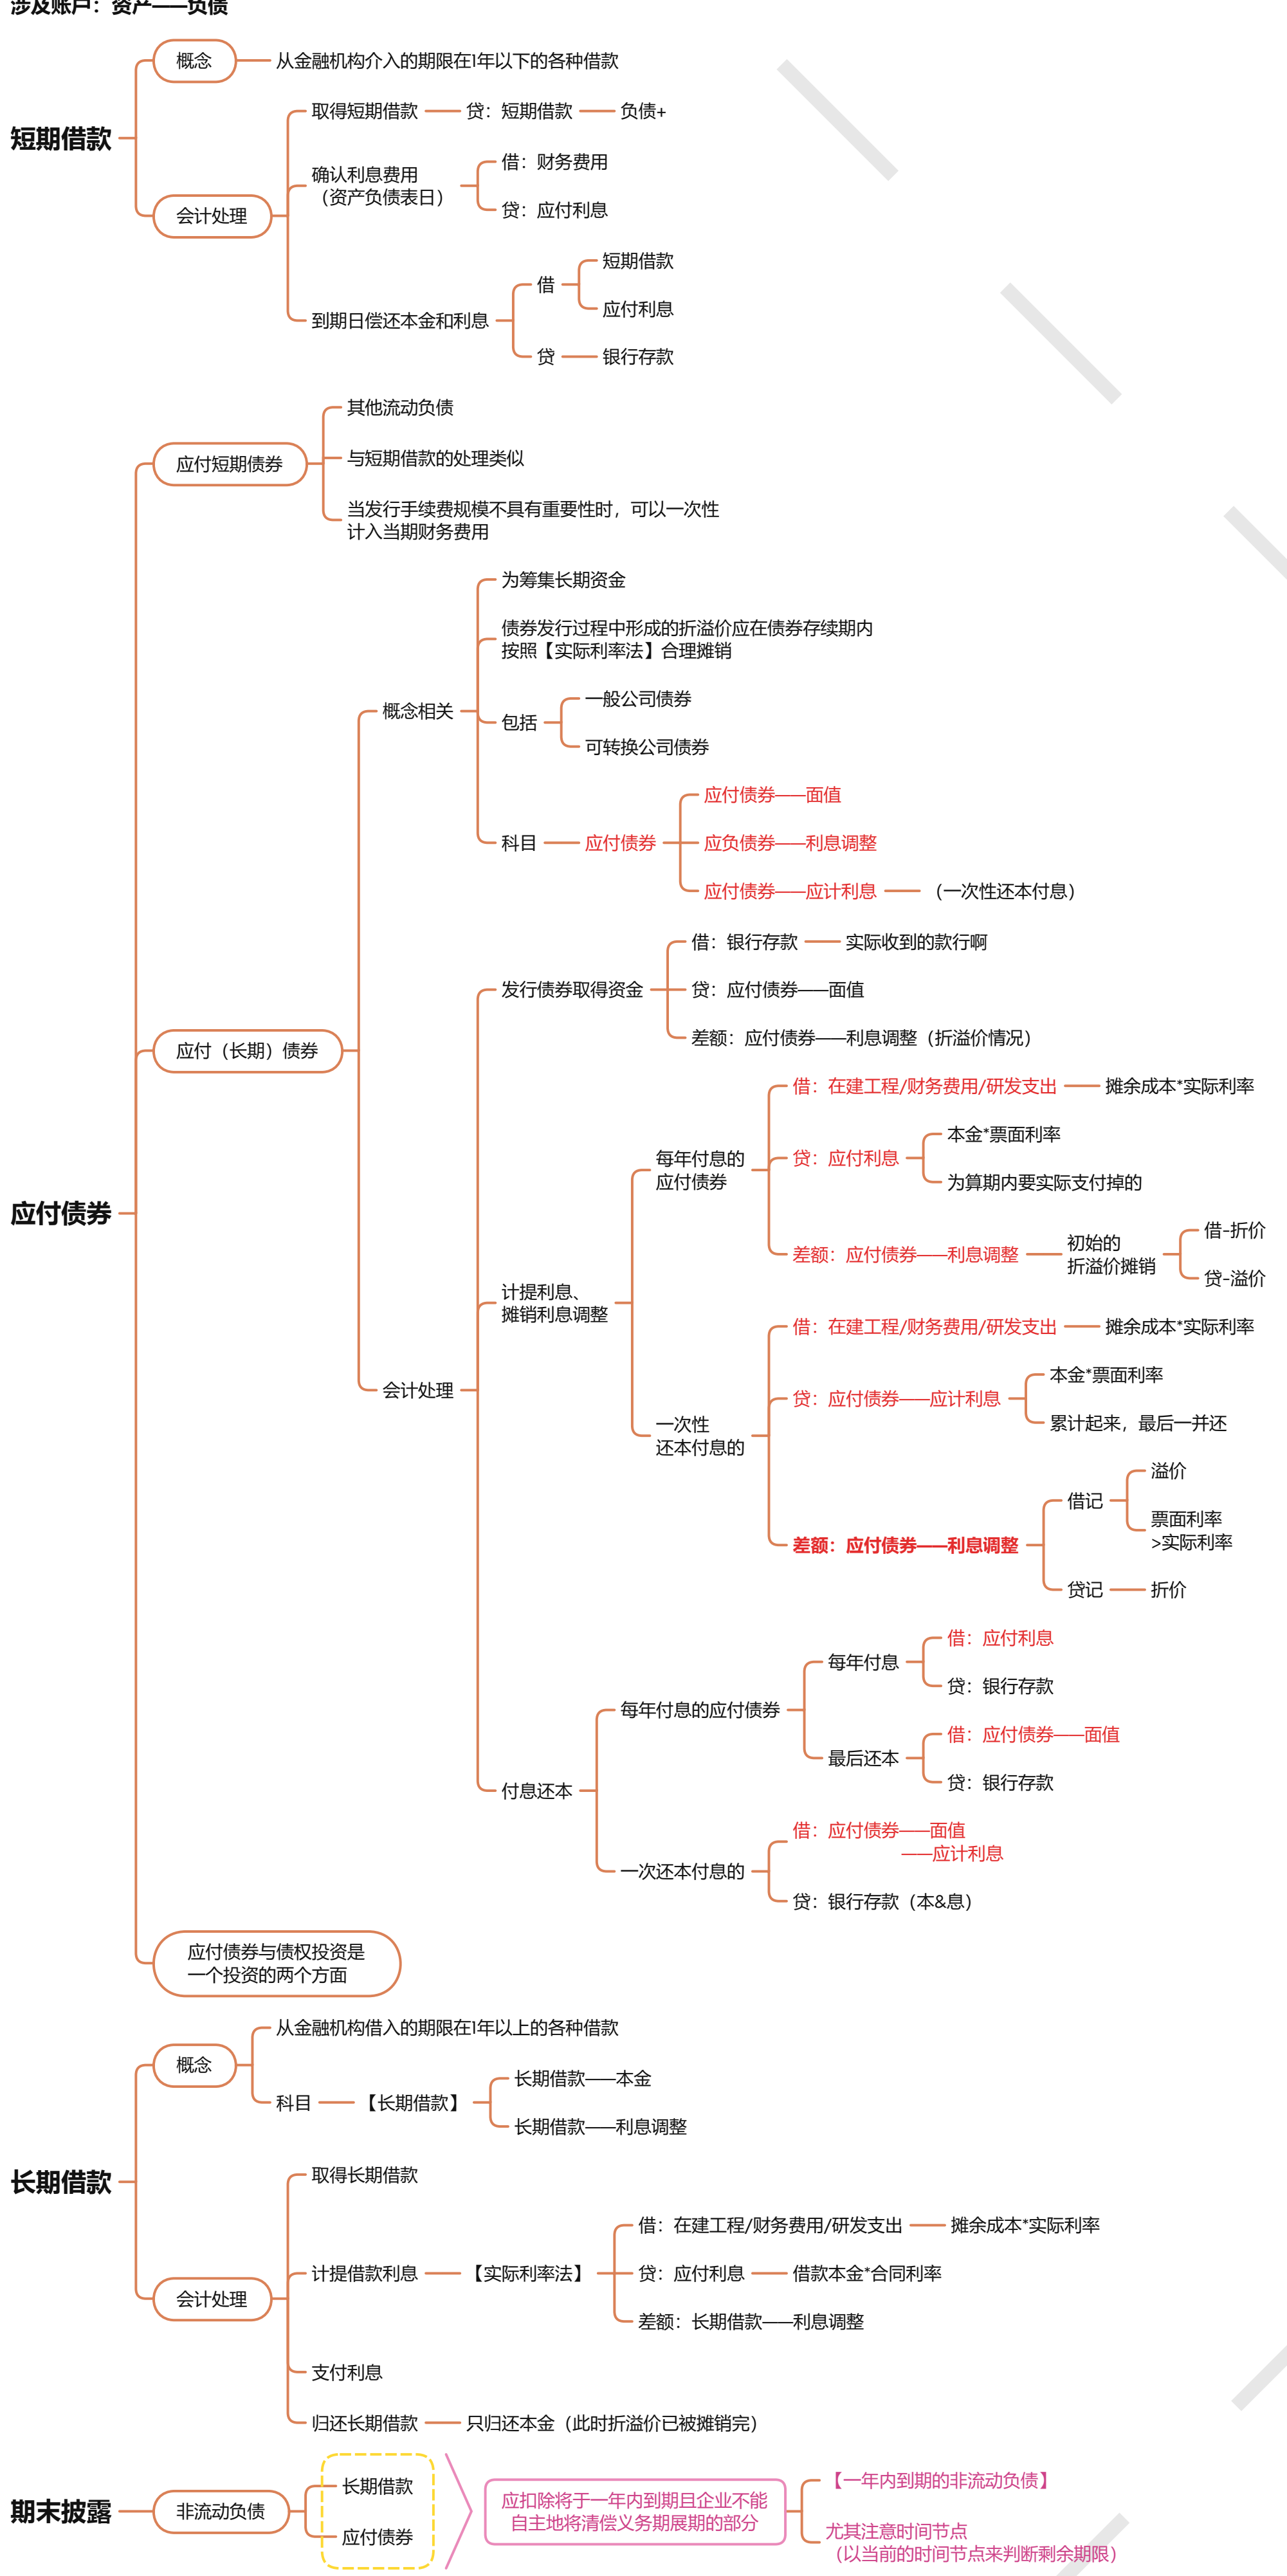 涉及账户：资产——负债
短期借款
概念
从金融机构介入的期限在1年以下的各种借款
会计处理
取得短期借款
贷：短期借款
负债+
确认利息费用
（资产负债表日）
借：财务费用
贷：应付利息
到期日偿还本金和利息
借
短期借款
应付利息
贷
银行存款
应付债券
应付短期债券
其他流动负债
与短期借款的处理类似
当发行手续费规模不具有重要性时，可以一次性
计入当期财务费用
应付（长期）债券
概念相关
为筹集长期资金
债券发行过程中形成的折溢价应在债券存续期内
按照【实际利率法】合理摊销
包括
一般公司债券
可转换公司债券
科目
应付债券
应付债券——面值
应负债券——利息调整
应付债券——应计利息
（一次性还本付息）
会计处理
发行债券取得资金
借：银行存款
实际收到的款行啊
贷：应付债券——面值
差额：应付债券——利息调整（折溢价情况）
计提利息、
摊销利息调整
每年付息的
应付债券
借：在建工程/财务费用/研发支出
摊余成本*实际利率
贷：应付利息
本金*票面利率
为算期内要实际支付掉的
差额：应付债券——利息调整
初始的
折溢价摊销
借-折价
贷-溢价
一次性
还本付息的
借：在建工程/财务费用/研发支出
摊余成本*实际利率
贷：应付债券——应计利息
本金*票面利率
累计起来，最后一并还
差额：应付债券——利息调整
借记
溢价
票面利率
>实际利率
贷记
折价
付息还本
每年付息的应付债券
每年付息
借：应付利息
贷：银行存款
最后还本
借：应付债券——面值
贷：银行存款
一次还本付息的
借：应付债券——面值
——应计利息
贷：银行存款（本&息）
应付债券与债权投资是
一个投资的两个方面
长期借款
概念
从金融机构借入的期限在1年以上的各种借款
科目
【长期借款】
长期借款——本金
长期借款——利息调整
会计处理
取得长期借款
计提借款利息
【实际利率法】
借：在建工程/财务费用/研发支出
摊余成本*实际利率
贷：应付利息
借款本金*合同利率
差额：长期借款——利息调整
支付利息
归还长期借款
只归还本金（此时折溢价已被摊销完）
期末披露
非流动负债
长期借款
应付债券
应扣除将于一年内到期且企业不能
自主地将清偿义务期展期的部分
【一年内到期的非流动负债】
尤其注意时间节点
（以当前的时间节点来判断剩余期限）